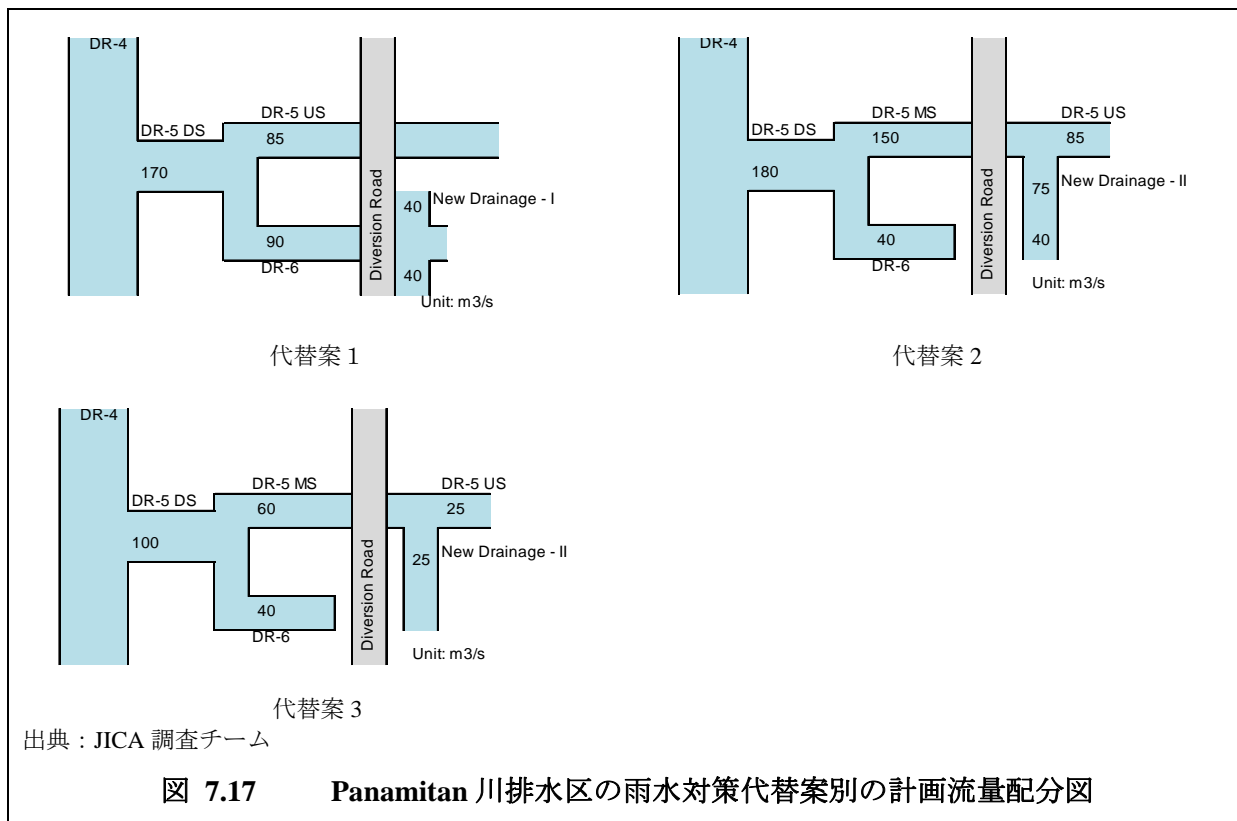 DR-4
DR-5 US
DR-5 DS
85
170
New Drainage - I
40
90
DR-6
40
Diversion Road
Unit: m3/s
代替案 1
DR-4
DR-5 MS
DR-5 US
DR-5 DS
150
85
180
New Drainage - II
75
40
40
DR-6
Diversion Road
Unit: m3/s
代替案 2
DR-4
DR-5 MS
DR-5 US
DR-5 DS
60
25
100
New Drainage - II
25
40
DR-6
Diversion Road
Unit: m3/s
代替案 3
出典：JICA 調査チーム
図 7.17 Panamitan 川排水区の雨水対策代替案別の計画流量配分図